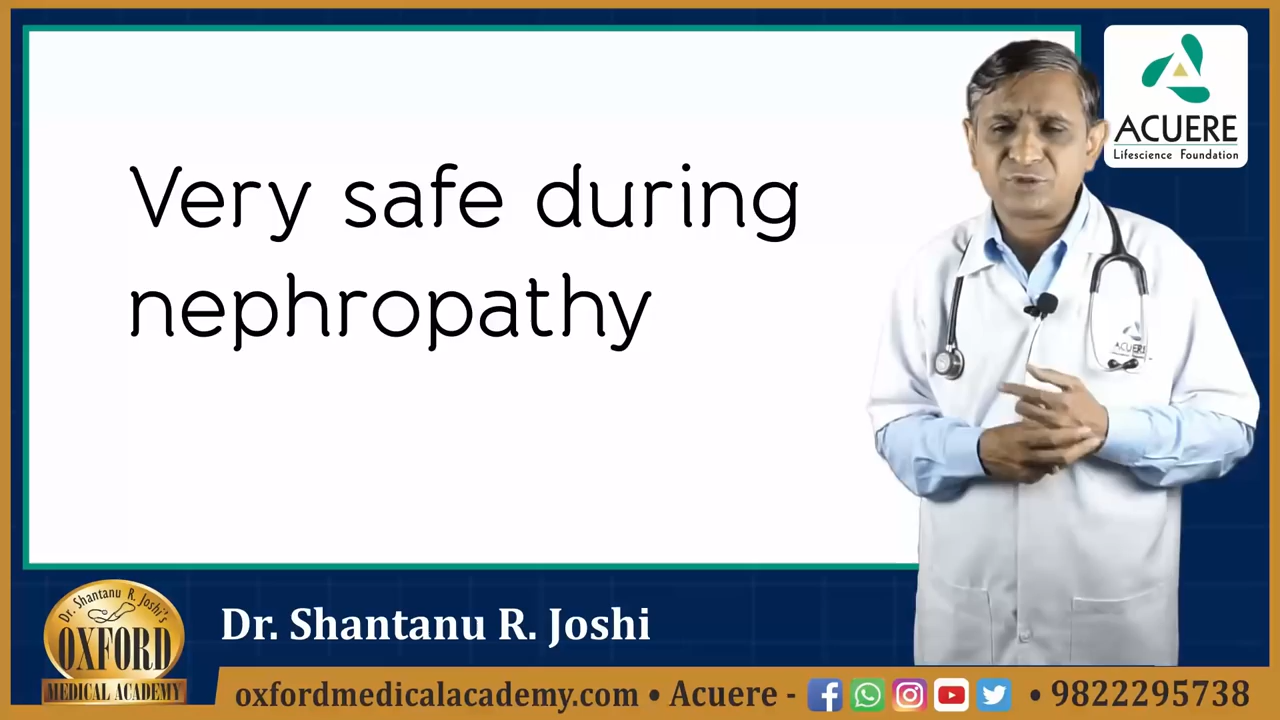 Very safe during
nephropathy
ACUERE
Lifescience Foundation
ACUERE
Dr. Shantanu R. Joshi's
OXFORD
MEDICAL ACADEMY
Dr. Shantanu R. Joshi
oxfordmedicalacademy.com • Acuere - • 9822295738